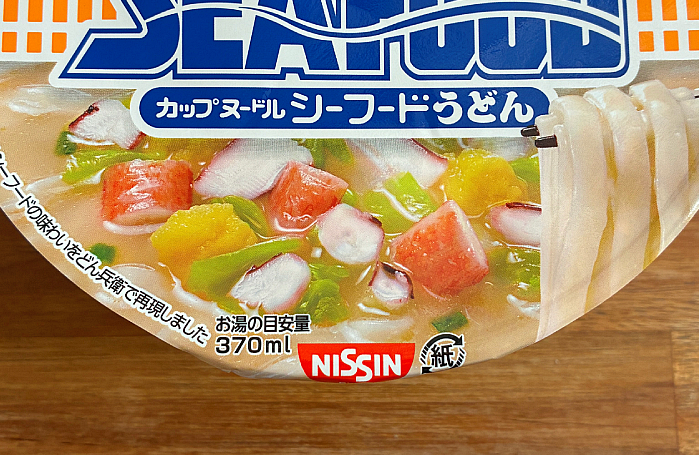 SEAFOOD
カップヌードル シーフードうどん
シーフードの味わいをどん兵衛で再現しました
お湯の目安量
370ml
NISSIN
紙